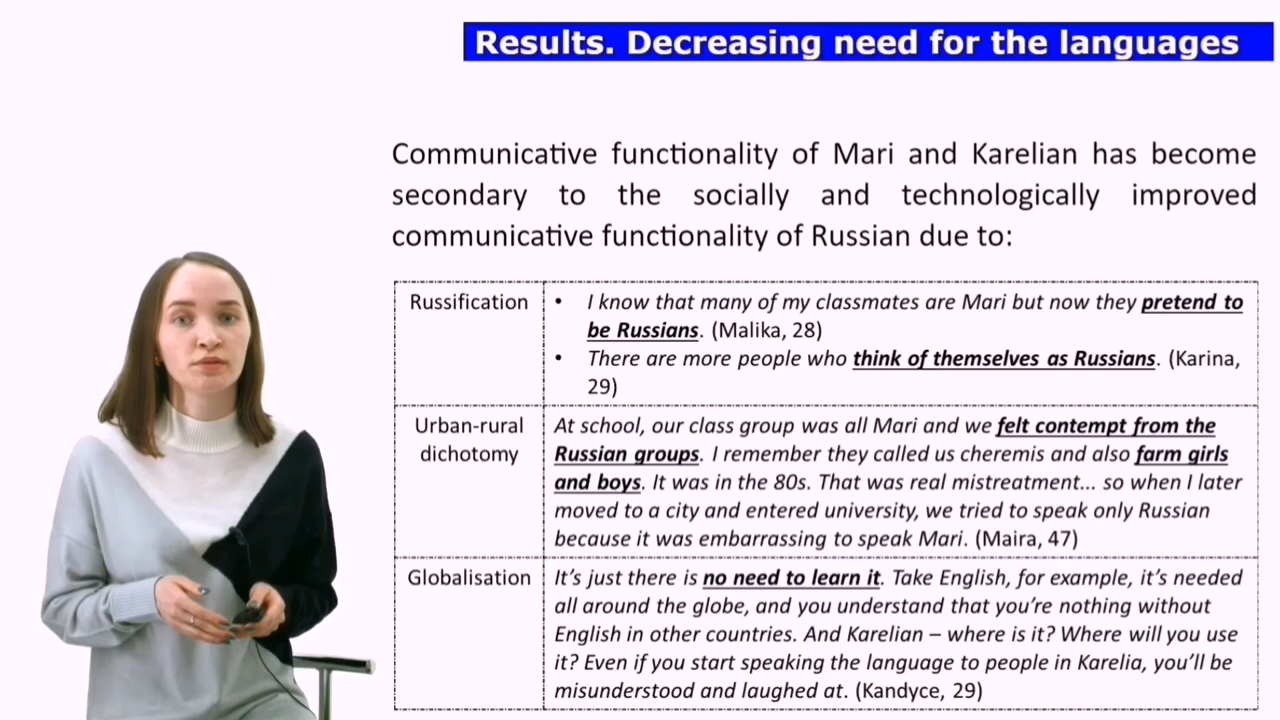 Results. Decreasing need for the languages
Communicative functionality of Mari and Karelian has become
secondary to the socially and technologically improved
communicative functionality of Russian due to:
Russification
• I know that many of my classmates are Mari but now they pretend to
be Russians. (Malika, 28)
• There are more people who think of themselves as Russians. (Karina,
29)
Urban-rural
dichotomy
At school, our class group was all Mari and we felt contempt from the
Russian groups. I remember they called us cheremis and also farm girls
and boys. It was in the 80s. That was real mistreatment... so when I later
moved to a city and entered university, we tried to speak only Russian
because it was embarrassing to speak Mari. (Maira, 47)
Globalisation
It's just there is no need to learn it. Take English, for example, it's needed
all around the globe, and you understand that you're nothing without
English in other countries. And Karelian – where is it? Where will you use
it? Even if you start speaking the language to people in Karelia, you'll be
misunderstood and laughed at. (Kandyce, 29)